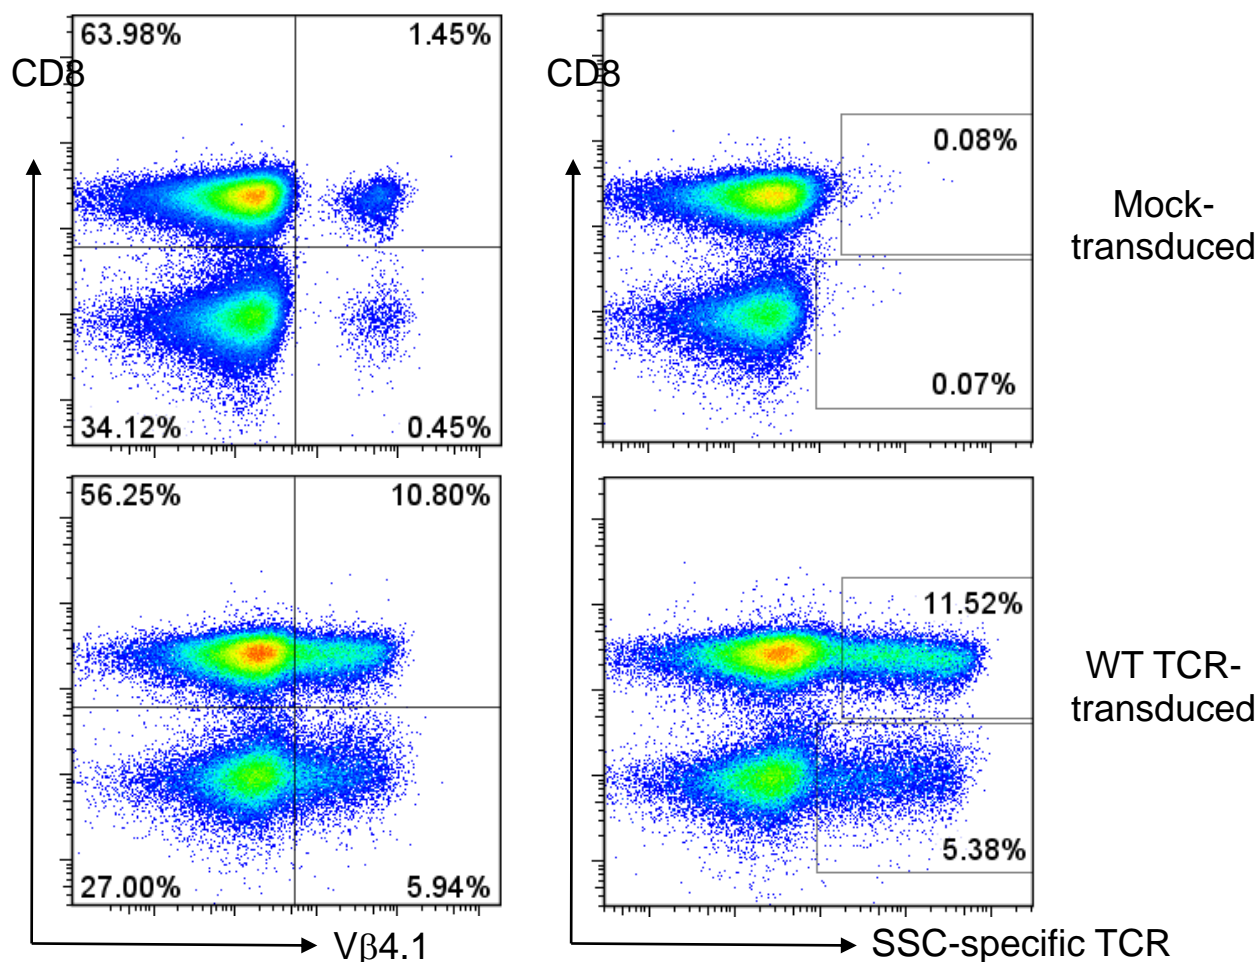 63.98%
1.45%
CD8
34.12%
0.45%
CD8
0.08%
0.07%
Mock-
transduced
56.25%
10.80%
27.00%
5.94%
Vβ4.1
11.52%
5.38%
SSC-specific TCR
WT TCR-
transduced